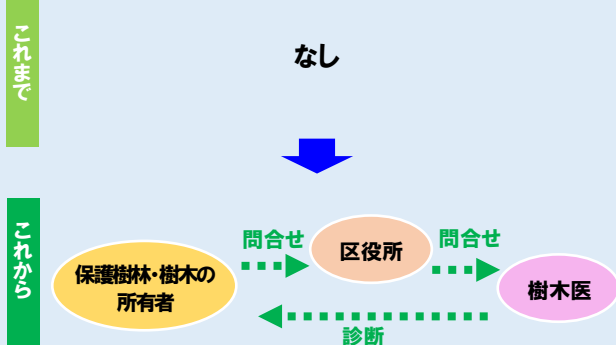 これまで
なし
これから
問合せ
区役所
問合せ
保護樹林・樹木の
所有者
樹木医
診断